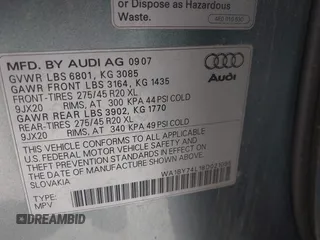 or Dispose as Hazardous
Waste.
MFD. BY AUDI AG 09 07
GVWR LBS 6801, KG 3085
GAWR FRONT LBS 3164, KG 1435
FRONT-TIRES 275/45 R20 XL
9JX20 RIMS, AT 300 KPA 44 PSI COLD
GAWR REAR LBS 3902, KG 1770
REAR-TIRES 275/45 R20 XL
9JX20 RIMS, AT 340 KPA 49 PSI COLD
Audi
THIS VEHICLE CONFORMS TO ALL APPLICABLE
FEDERAL MOTOR VEHICLE SAFETY AND
THEFT PREVENTION STANDARDS IN EFFECT
ON THE DATE OF MANUFACTURE SHOWN ABOVE
SLOVAKIA
TYPE:
MPV
DREAMBID